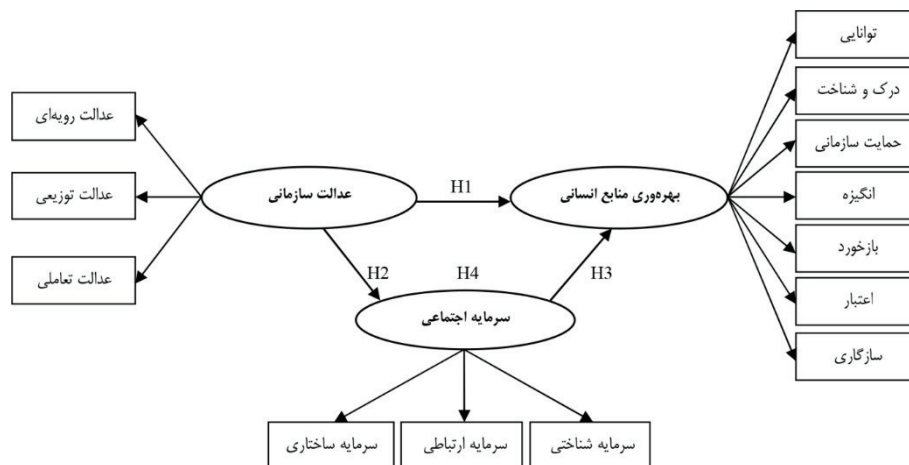 توانایی
درک و شناخت
عدالت رویه‌ای
حمایت سازمانی
عدالت سازمانی
H1
بهره‌وری منابع انسانی
عدالت توزیعی
انگیزه
بازخورد
عدالت تعاملی
H2
H4
H3
اعتبار
سرمایه اجتماعی
سازگاری
سرمایه شناختی
سرمایه ارتباطی
سرمایه ساختاری